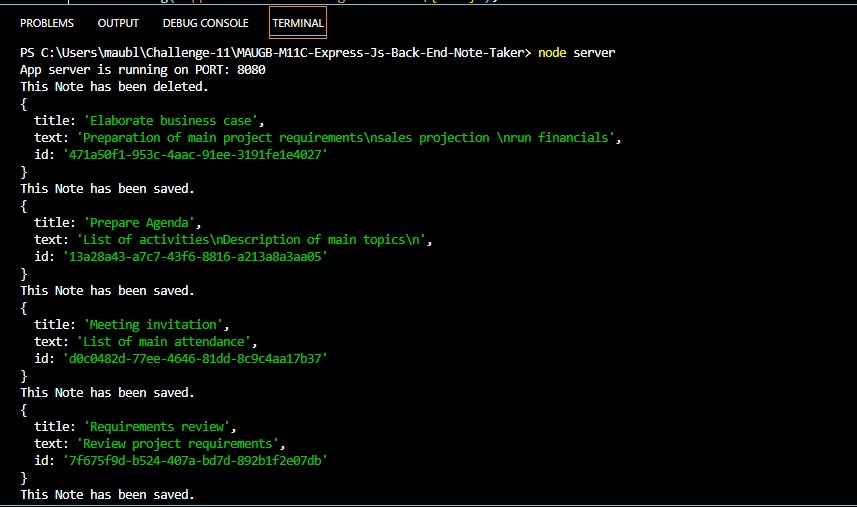 PROBLEMS OUTPUT DEBUG CONSOLE TERMINAL
PS C:\Users\maubl\Challenge-11\MAUGB-M11C-Express-Js-Back-End-Note-Taker> node server
App server is running on PORT: 8080
This Note has been deleted.
{
  title: 'Elaborate business case',
  text: 'Preparation of main project requirements\nsales projection \nrun financials',
  id: '471a50f1-953c-4aac-91ee-3191fe1e4027'
}
This Note has been saved.
{
  title: 'Prepare Agenda',
  text: 'List of activities\nDescription of main topics\n',
  id: '13a28a43-a7c7-43f6-8816-a213a8a3aa05'
}
This Note has been saved.
{
  title: 'Meeting invitation',
  text: 'List of main attendance',
  id: 'd0c0482d-77ee-4646-81dd-8c9c4aa17b37'
}
This Note has been saved.
{
  title: 'Requirements review',
  text: 'Review project requirements',
  id: '7f675f9d-b524-407a-bd7d-892b1f2e07db'
}
This Note has been saved.